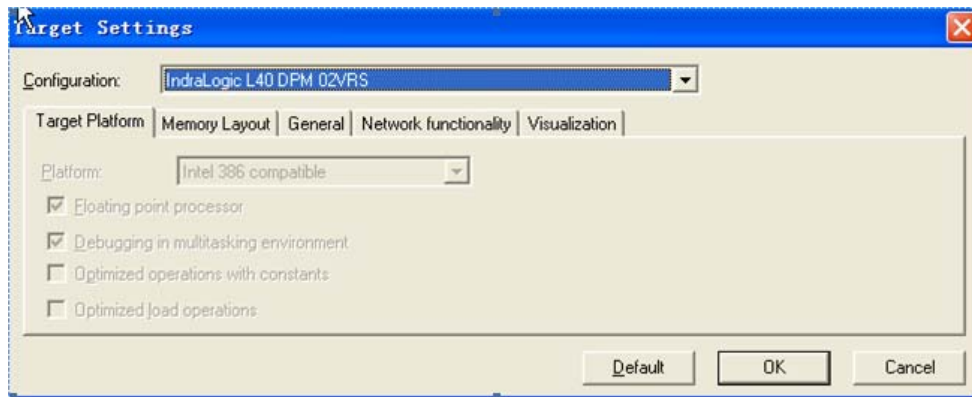 Target Settings
Configuration: IndraLogic L40 DPM 02VRS
Target Platform Memory Layout General Network functionality Visualization
Platform: Intel 386 compatible
Floating point processor
Debugging in multitasking environment
Optimized operations with constants
Optimized load operations
Default OK Cancel